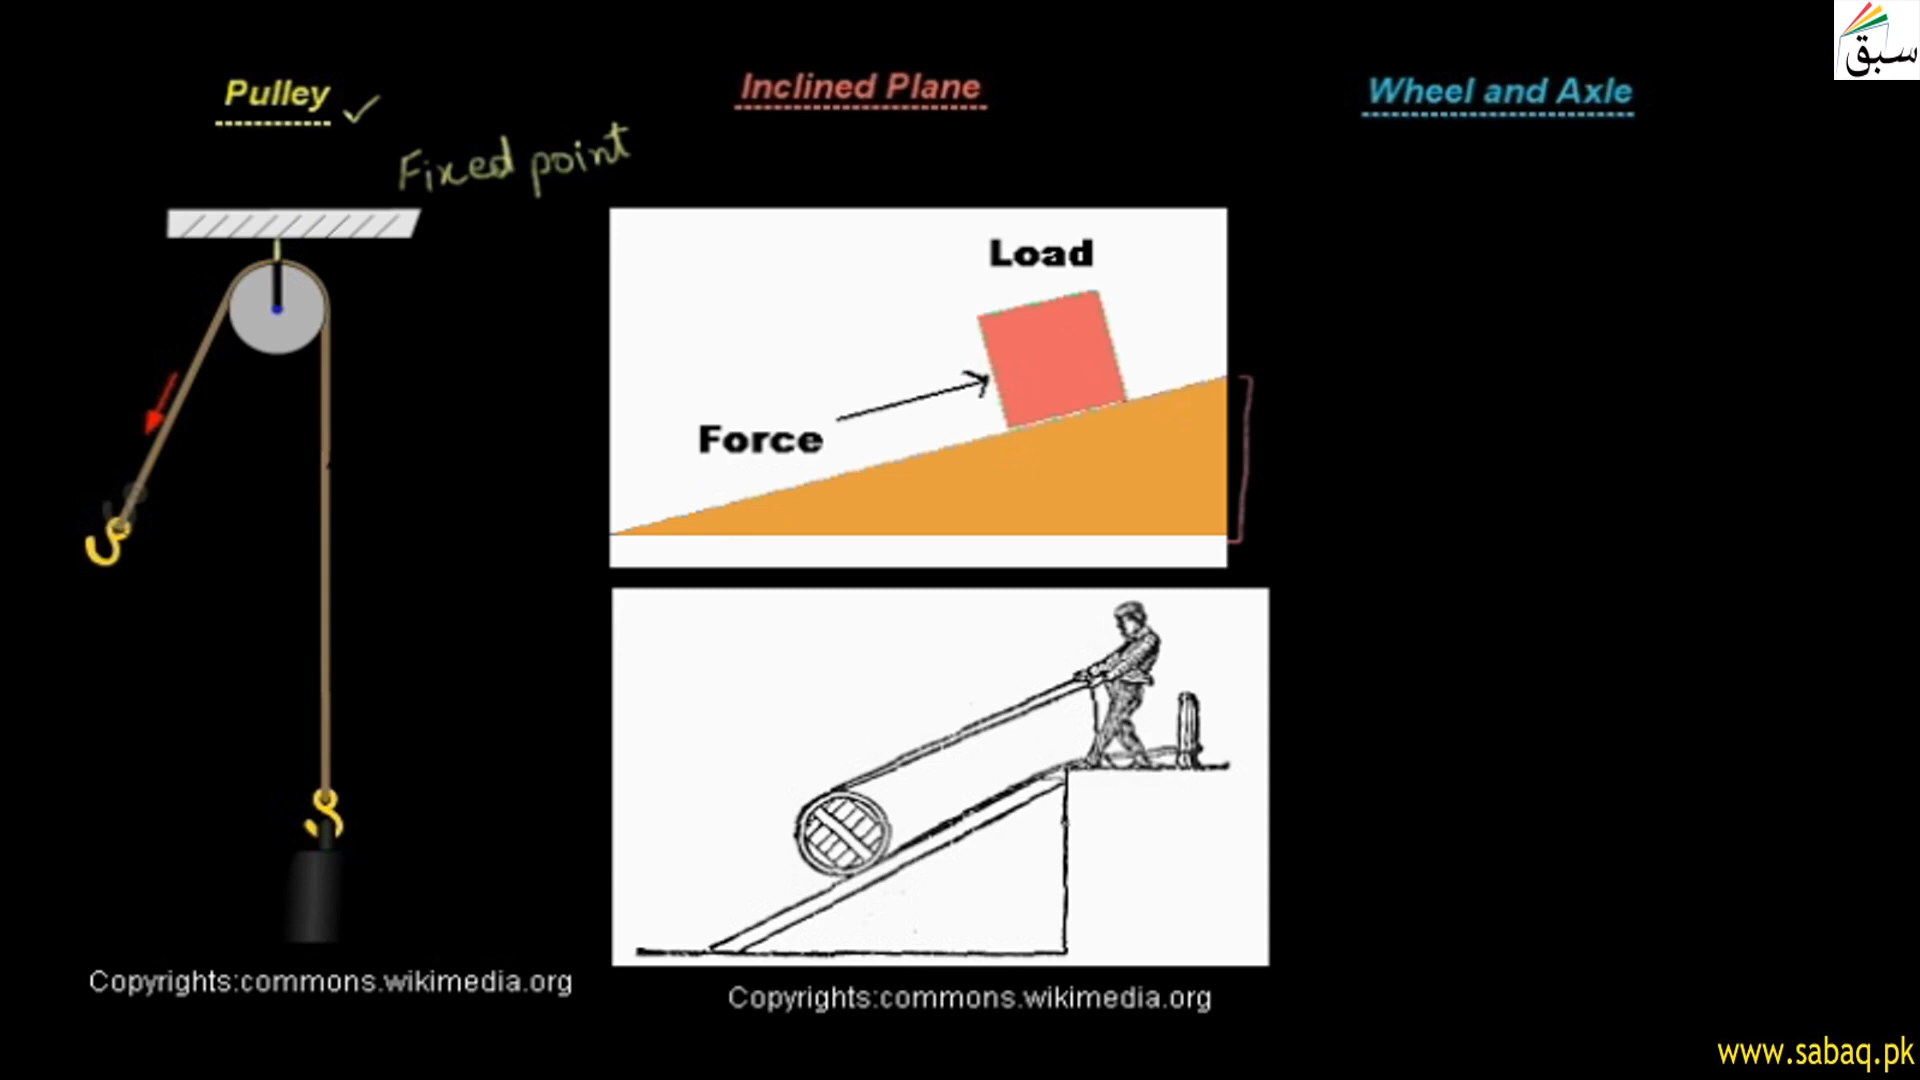 سبق
Pulley
Inclined Plane
Wheel and Axle
Fixed point
Load
Force
Copyrights:commons.wikimedia.org
Copyrights:commons.wikimedia.org
www.sabaq.pk